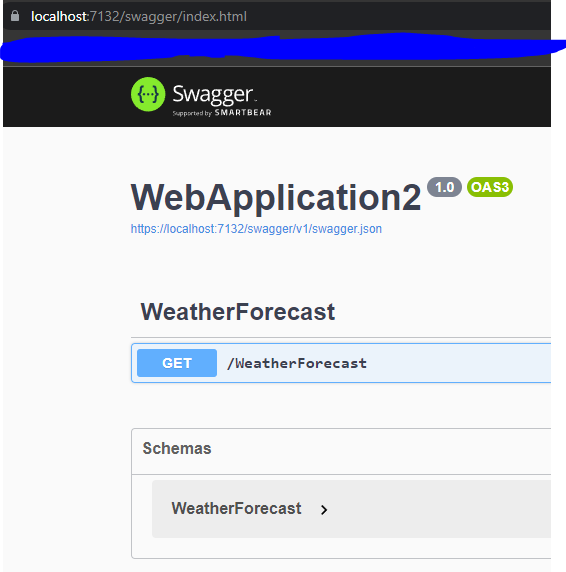 localhost:7132/swagger/index.html
{···} Swagger™
Supported by SMARTBEAR
WebApplication2 1.0 OAS3
https://localhost:7132/swagger/v1/swagger.json
WeatherForecast
GET /WeatherForecast
Schemas
WeatherForecast >